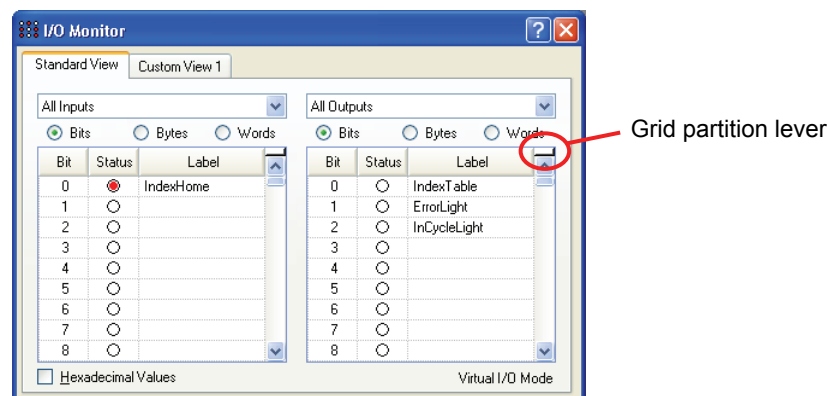 I/O Monitor
Standard View Custom View 1
All Inputs All Outputs
Bits Bytes Words Bits Bytes Words
Grid partition lever
Bit Status Label Bit Status Label
0 IndexHome 0 IndexTable
1 1 ErrorLight
2 2 InCycleLight
3 3
4 4
5 5
6 6
7 7
8 8
Hexadecimal Values Virtual I/O Mode